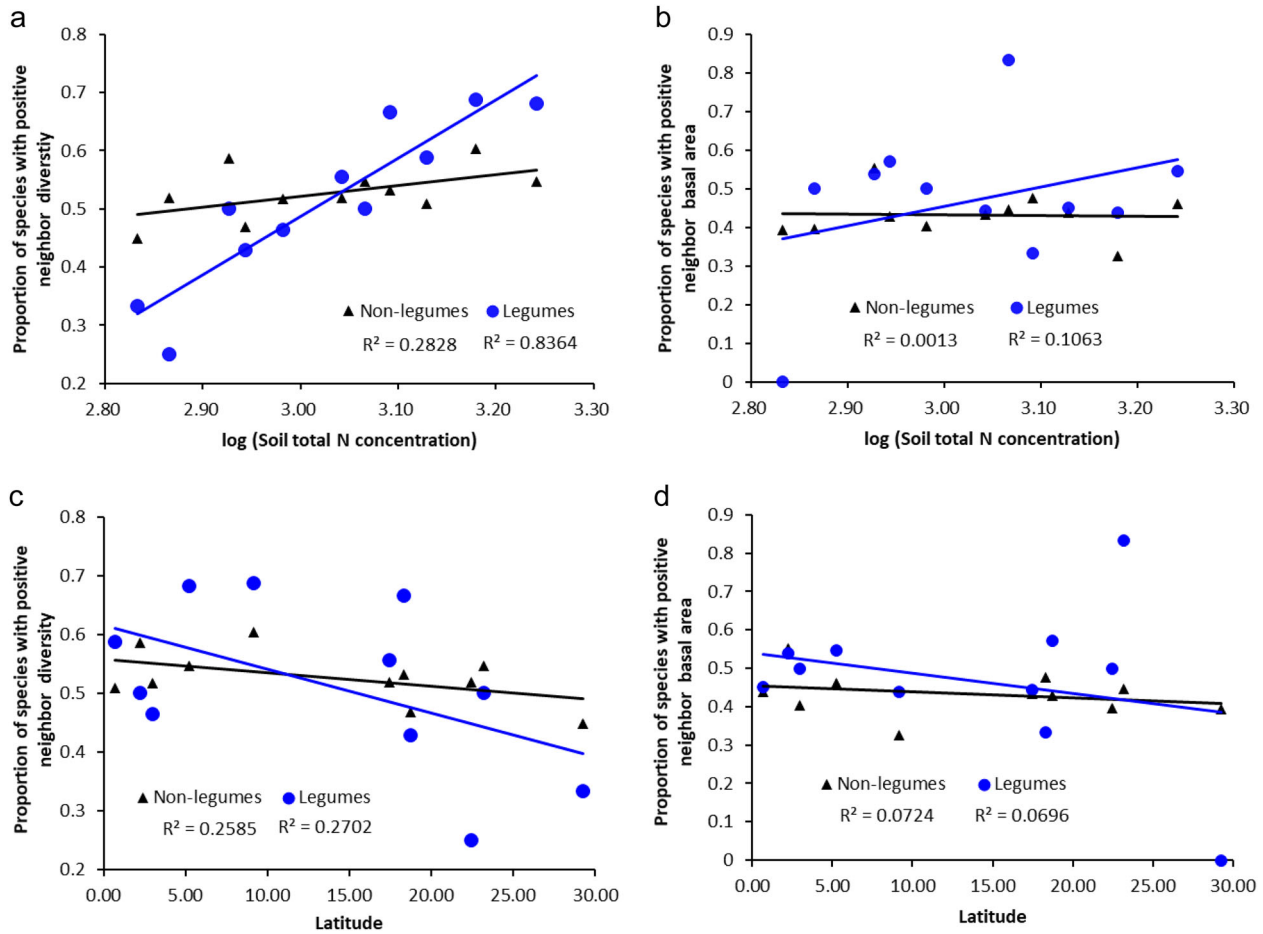 a
0.8
0.7
0.6
0.5
0.4
0.3
0.2
Proportion of species with positive
neighbor diverstiy
Non-legumes Legumes
R² = 0.2828 R² = 0.8364
2.80 2.90 3.00 3.10 3.20 3.30
log (Soil total N concentration)
b
0.9
0.8
0.7
0.6
0.5
0.4
0.3
0.2
0.1
0
Proportion of species with positive
neighbor basal area
Non-legumes Legumes
R² = 0.0013 R² = 0.1063
2.80 2.90 3.00 3.10 3.20 3.30
log (Soil total N concentration)
c
0.8
0.7
0.6
0.5
0.4
0.3
0.2
Proportion of species with positive
neighbor diversity
Non-legumes Legumes
R² = 0.2585 R² = 0.2702
0.00 5.00 10.00 15.00 20.00 25.00 30.00
Latitude
d
0.9
0.8
0.7
0.6
0.5
0.4
0.3
0.2
0.1
0
Proportion of species with positive
neighbor basal area
Non-legumes Legumes
R² = 0.0724 R² = 0.0696
0.00 5.00 10.00 15.00 20.00 25.00 30.00
Latitude